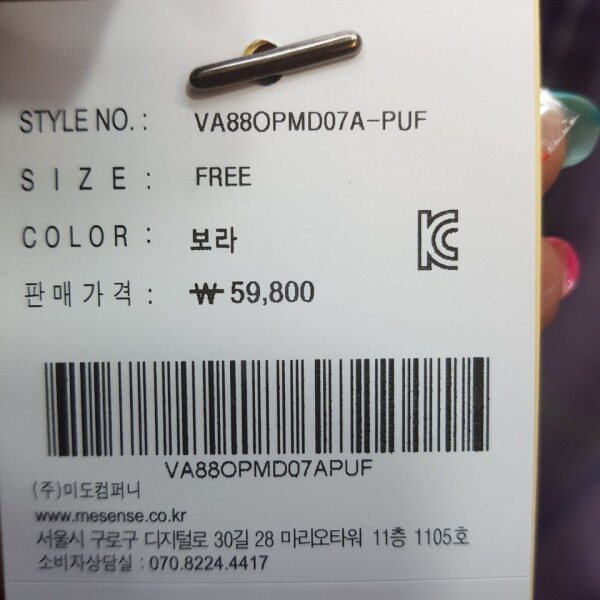 STYLE NO. : VA88OPMD07A-PUF
SIZE : FREE
COLOR : 보라
판매가격 : ₩ 59,800
VA88OPMD07APUF
(주)미도컴퍼니
www.mesense.co.kr
서울시 구로구 디지털로 30길 28 마리오타워 11층 1105호
소비자상담실 : 070.8224.4417